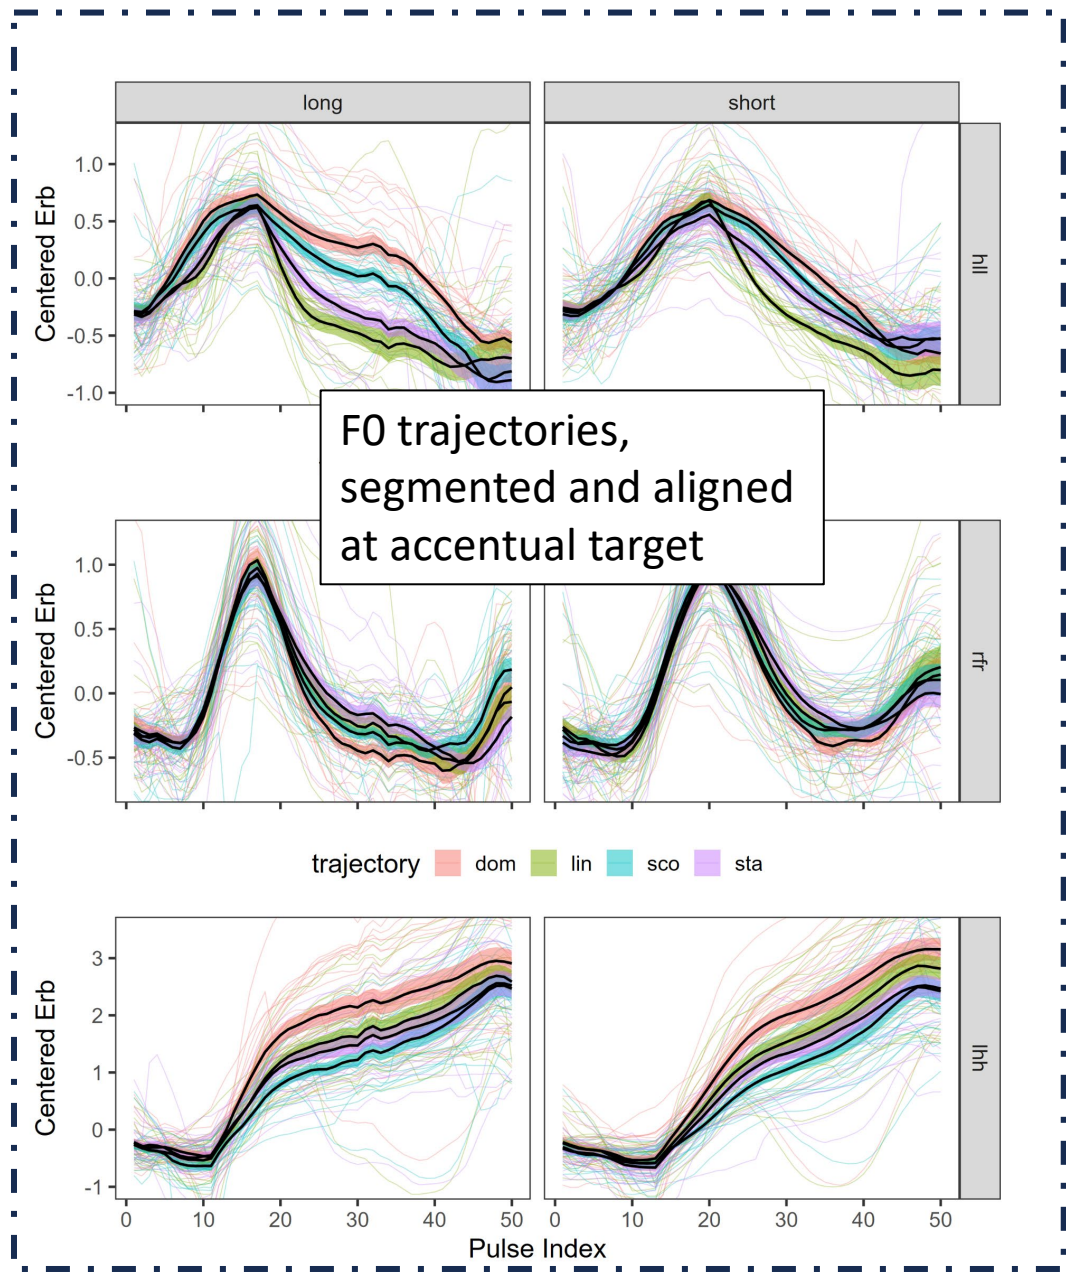 long short
Centered Erb
1.0
0.5
0.0
-0.5
-1.0
hll
F0 trajectories,
segmented and aligned
at accentual target
Centered Erb
1.0
0.5
0.0
-0.5
rfr
trajectory dom lin sco sta
Centered Erb
3
2
1
0
-1
lhh
0 10 20 30 40 50 0 10 20 30 40 50
Pulse Index